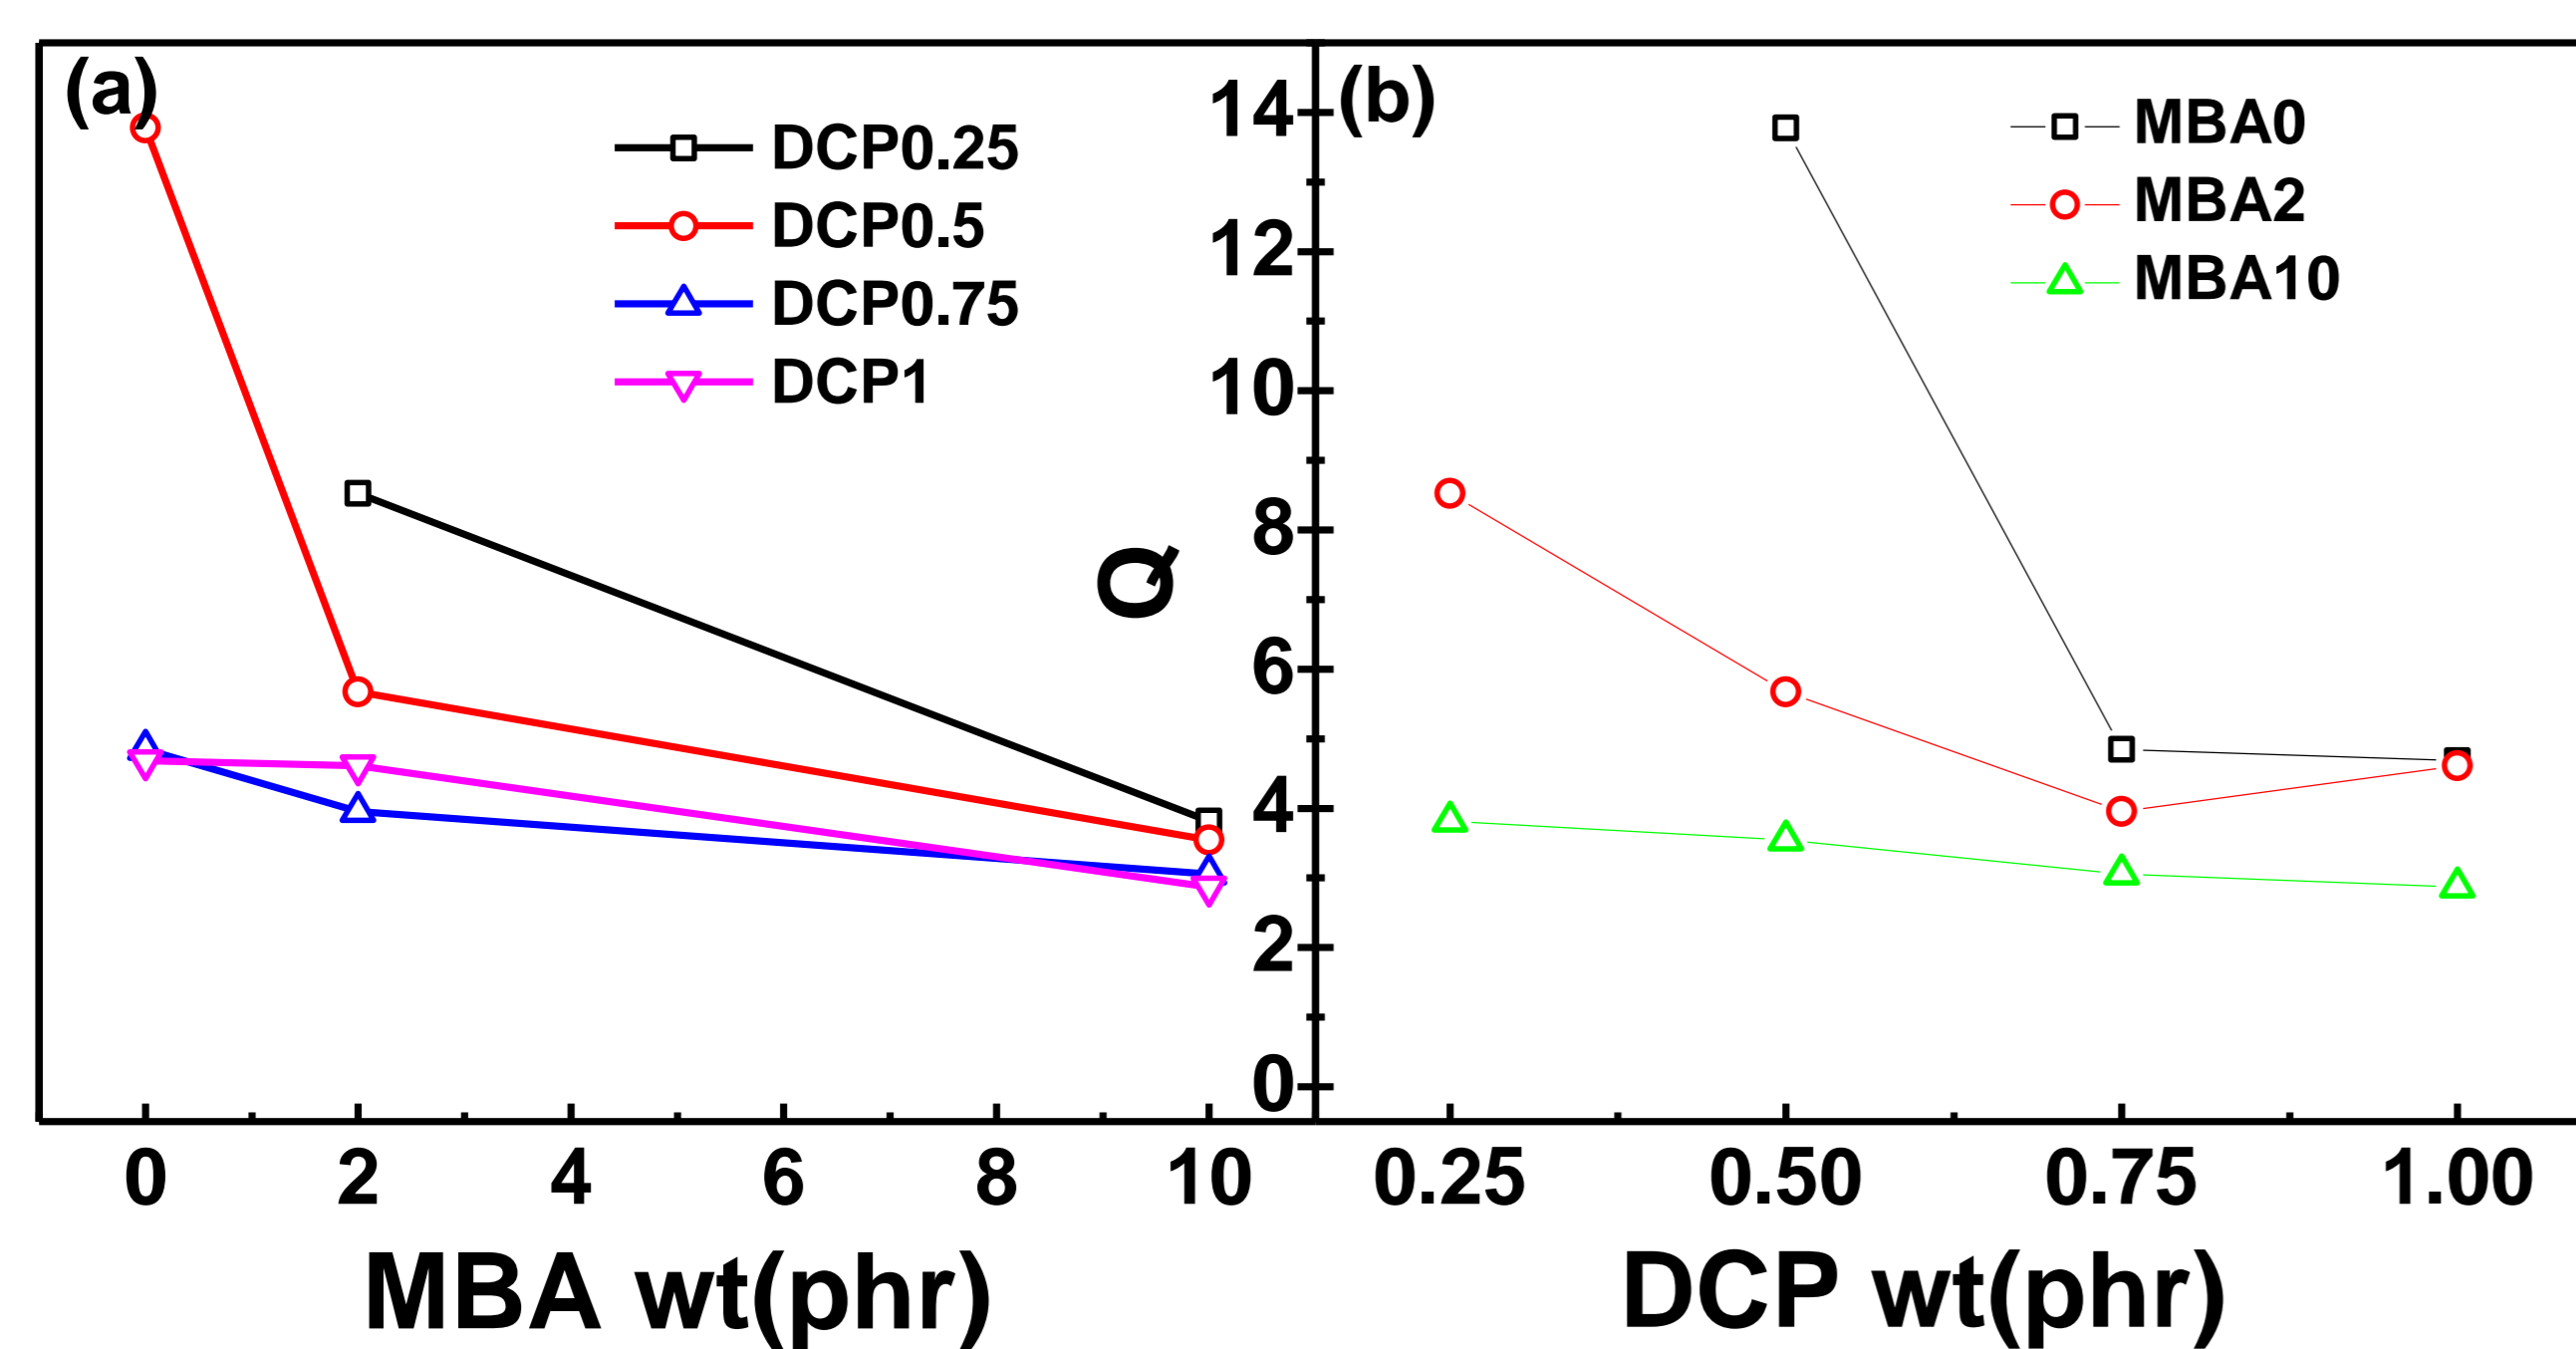 (a)
DCP0.25
DCP0.5
DCP0.75
DCP1
0 2 4 6 8 10
MBA wt(phr)
Q
14
12
10
8
6
4
2
0
(b)
MBA0
MBA2
MBA10
0.25 0.50 0.75 1.00
DCP wt(phr)